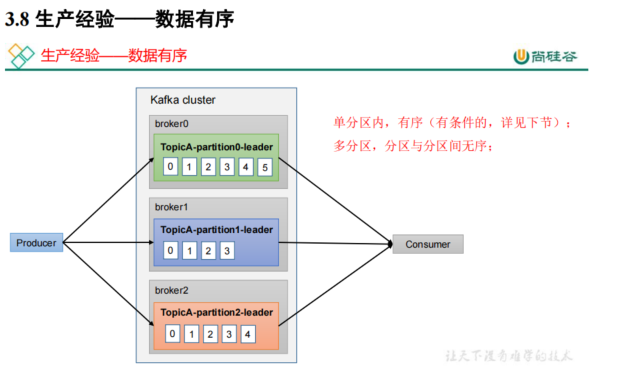 3.8 生产经验——数据有序
生产经验——数据有序
尚硅谷
Kafka cluster
broker0
TopicA-partition0-leader
0 1 2 3 4 5
broker1
TopicA-partition1-leader
0 1 2 3
broker2
TopicA-partition2-leader
0 1 2 3 4
Producer
Consumer
单分区内，有序（有条件的，详见下节）；
多分区，分区与分区间无序；
让天下没有难学的技术